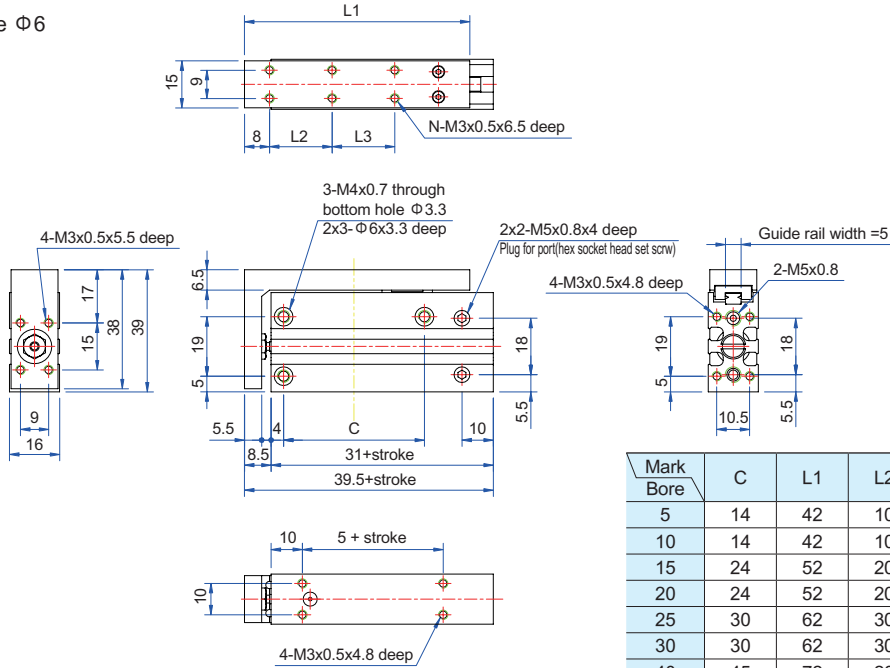 Φ6
L1
15
9
8
L2
L3
N-M3x0.5x6.5 deep
3-M4x0.7 through
bottom hole Φ3.3
2x3-Φ6x3.3 deep
2x2-M5x0.8x4 deep
Plug for port(hex socket head set scrw)
4-M3x0.5x5.5 deep
17
38
39
15
9
16
6.5
19
5
18
5.5
5.5
4
C
10
8.5
31+stroke
39.5+stroke
Guide rail width =5
2-M5x0.8
4-M3x0.5x4.8 deep
19
5
18
5.5
10.5
10
5 + stroke
10
4-M3x0.5x4.8 deep
Mark
Bore
C L1 L2
5 14 42 10
10 14 42 10
15 24 52 20
20 24 52 20
25 30 62 30
30 30 62 30